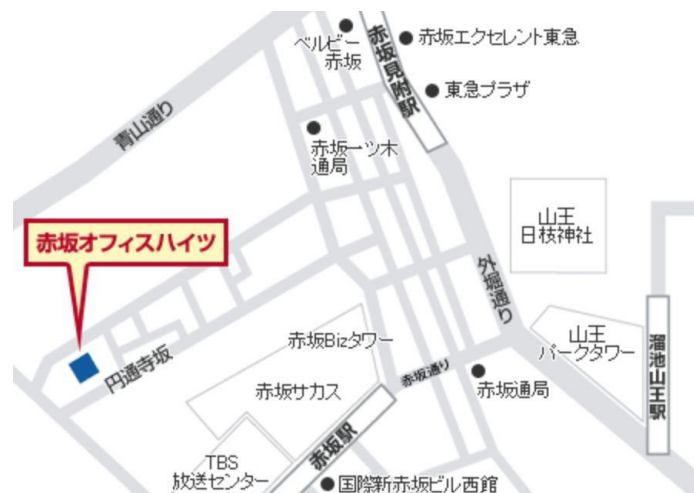 ベルビー
赤坂
赤坂見附駅
赤坂エクセレント東急
東急プラザ
青山通り
赤坂一ツ木
通局
山王
日枝神社
赤坂オフィスハイツ
外堀通り
円通寺坂
赤坂Bizタワー
山王
パークタワー
溜池山王駅
赤坂通り
赤坂サカス
赤坂通局
赤坂駅
TBS
放送センター
国際新赤坂ビル西館